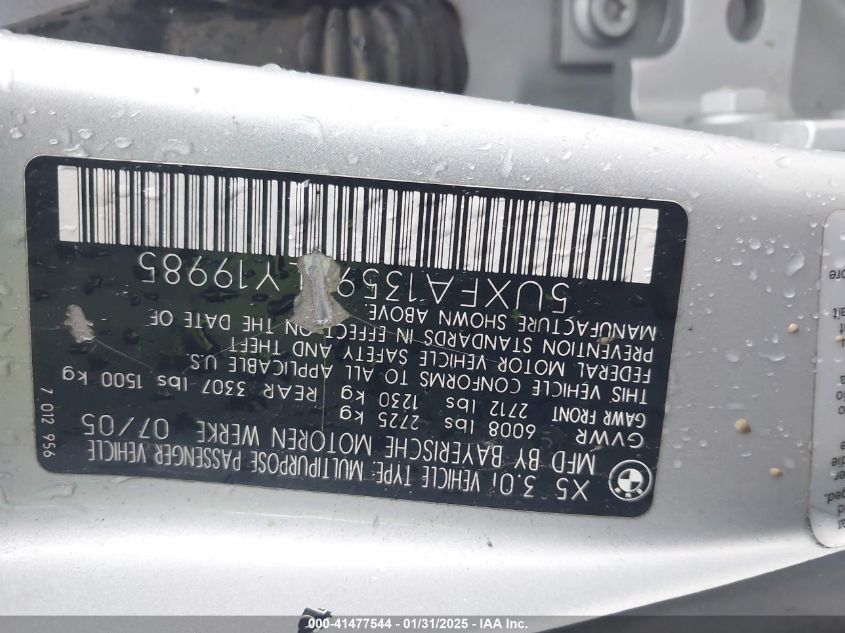 X5 3.0i VEHICLE TYPE: MULTIPURPOSE PASSENGER VEHICLE
MFD BY BAYERISCHE MOTOREN WERKE 07/05
GVWR 6008 lbs 2725 kg
GAWR FRONT 2712 lbs 1230 kg REAR 3307 lbs 1500 kg
THIS VEHICLE CONFORMS TO ALL APPLICABLE U.S.
FEDERAL MOTOR VEHICLE SAFETY AND THEFT
PREVENTION STANDARDS IN EFFECT ON THE DATE OF
MANUFACTURE SHOWN ABOVE
5UXFA1359 LY19985
7 012 956
000-41477544 / 01/31/2025 - IAA Inc.